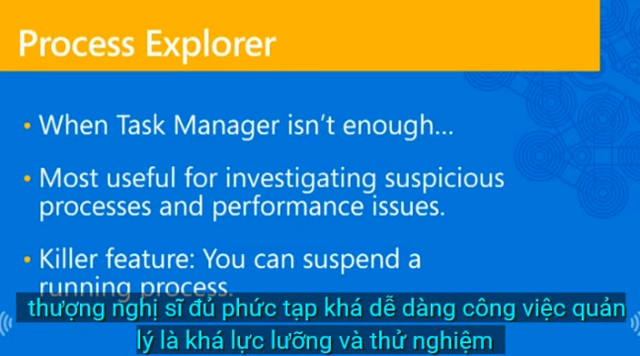 Process Explorer
• When Task Manager isn't enough...
• Most useful for investigating suspicious
processes and performance issues.
• Killer feature: You can suspend a
running process.
thượng nghị sĩ đủ phức tạp khá dễ dàng công việc quản
lý là khá lực lưỡng và thử nghiệm